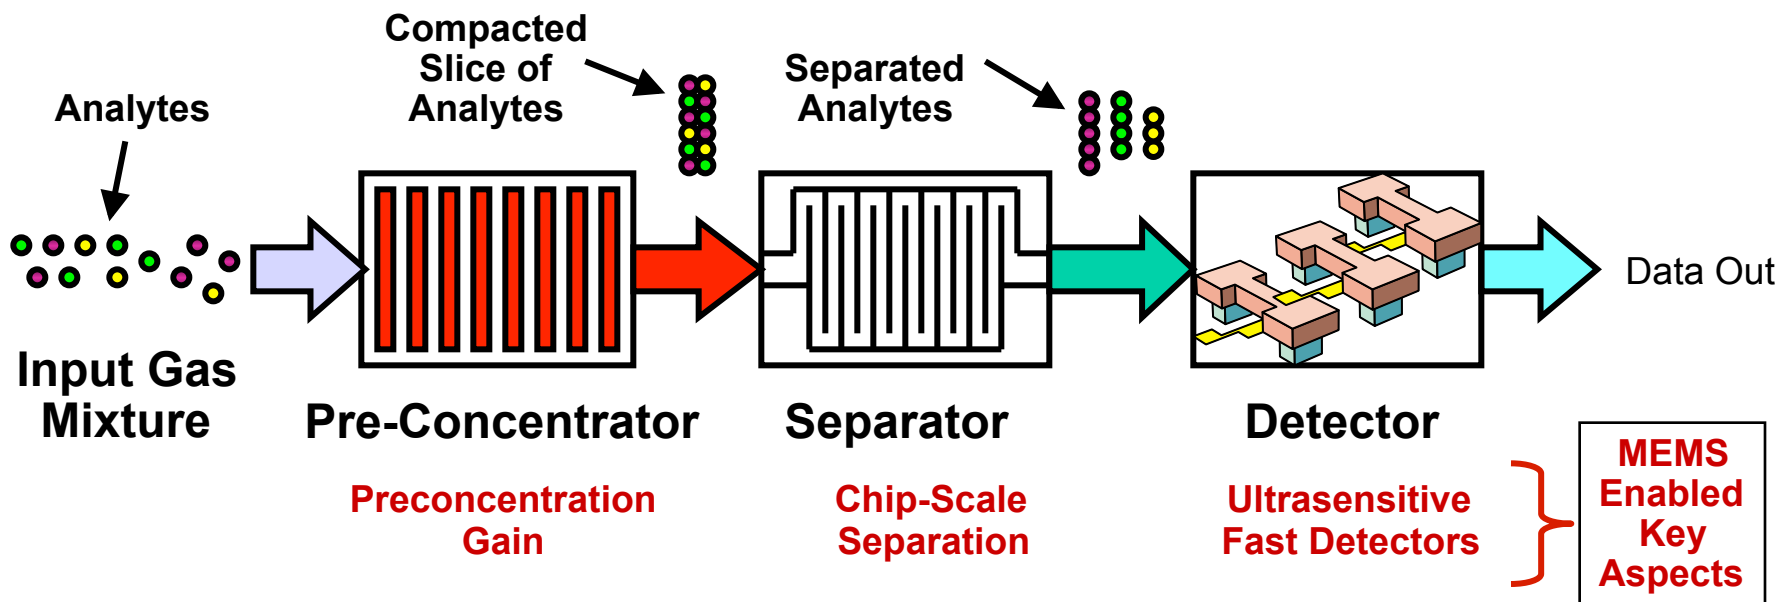 Analytes
Compacted
Slice of
Analytes
Separated
Analytes
Data Out
Input Gas
Mixture
Pre-Concentrator
Separator
Detector
Preconcentration
Gain
Chip-Scale
Separation
Ultrasensitive
Fast Detectors
MEMS
Enabled
Key
Aspects